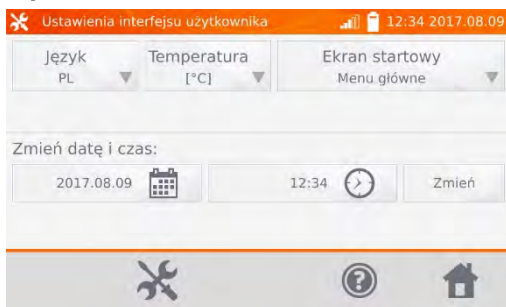 Ustawienia interfejsu użytkownika 12:34 2017.08.09
Język Temperatura Ekran startowy
PL [°C] Menu główne
Zmień datę i czas:
2017.08.09 12:34 Zmień
?